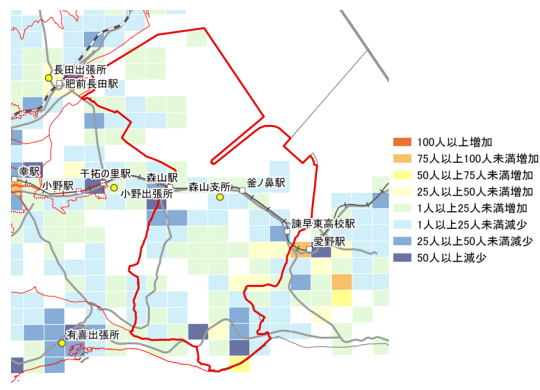 長田出張所
肥前長田駅
幸駅
小野駅
干拓の里駅
小野出張所
森山駅
森山支所
釜ノ鼻駅
諫早東高校駅
愛野駅
有喜出張所
100人以上増加
75人以上100人未満増加
50人以上75人未満増加
25人以上50人未満増加
1人以上25人未満増加
1人以上25人未満減少
25人以上50人未満減少
50人以上減少